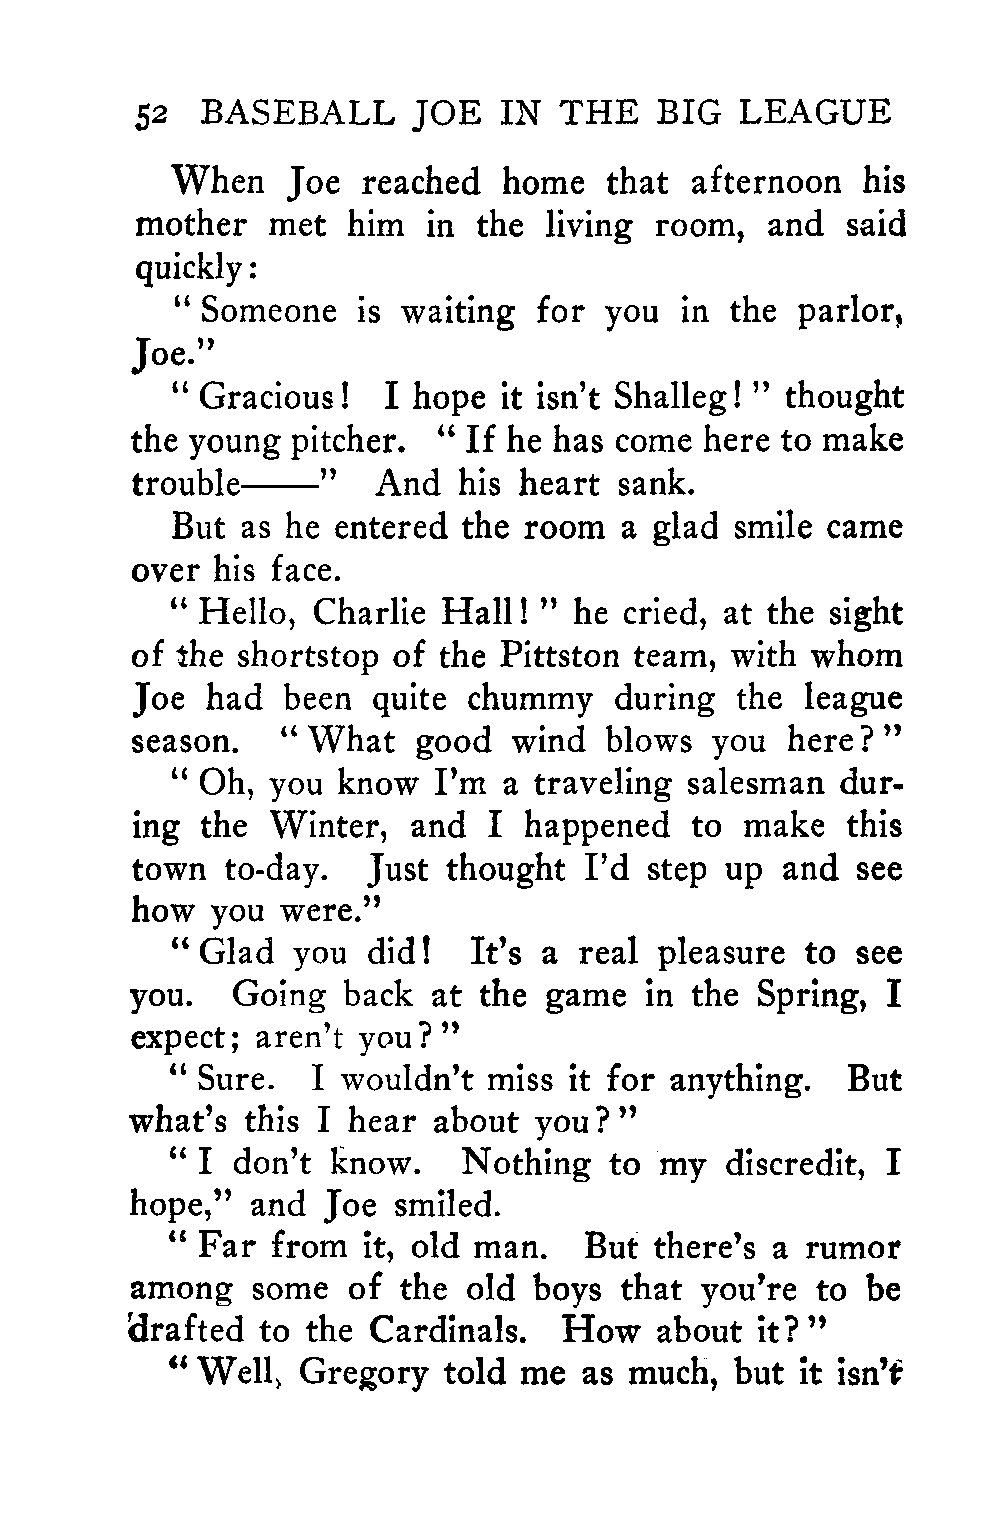 52 BASEBALL JOE IN THE BIG LEAGUE
When Joe reached home that afternoon his
mother met him in the living room, and said
quickly:
“Someone is waiting for you in the parlor,
Joe.”
“Gracious! I hope it isn't Shalleg!” thought
the young pitcher. “If he has come here to make
trouble——” And his heart sank.
But as he entered the room a glad smile came
over his face.
“Hello, Charlie Hall!” he cried, at the sight
of the shortstop of the Pittston team, with whom
Joe had been quite chummy during the league
season. “What good wind blows you here?”
“Oh, you know I'm a traveling salesman dur-
ing the Winter, and I happened to make this
town to-day. Just thought I'd step up and see
how you were.”
“Glad you did! It's a real pleasure to see
you. Going back at the game in the Spring, I
expect; aren't you?”
“Sure. I wouldn't miss it for anything. But
what's this I hear about you?”
“I don't know. Nothing to my discredit, I
hope,” and Joe smiled.
“Far from it, old man. But there's a rumor
among some of the old boys that you're to be
drafted to the Cardinals. How about it?”
“Well, Gregory told me as much, but it isn't